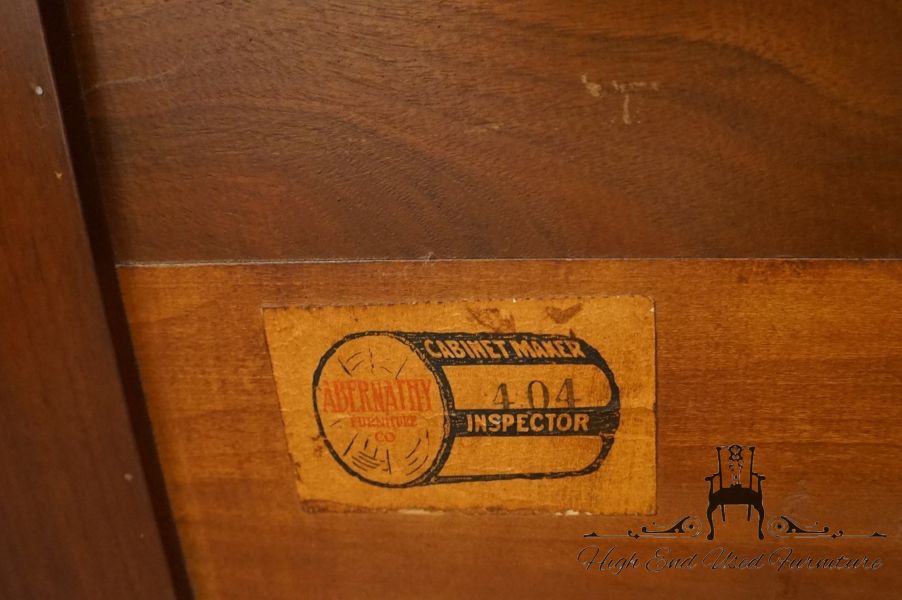 CABINET MAKER
404
INSPECTOR
ABERNATHY
FURNITURE
CO
High End Used Furniture